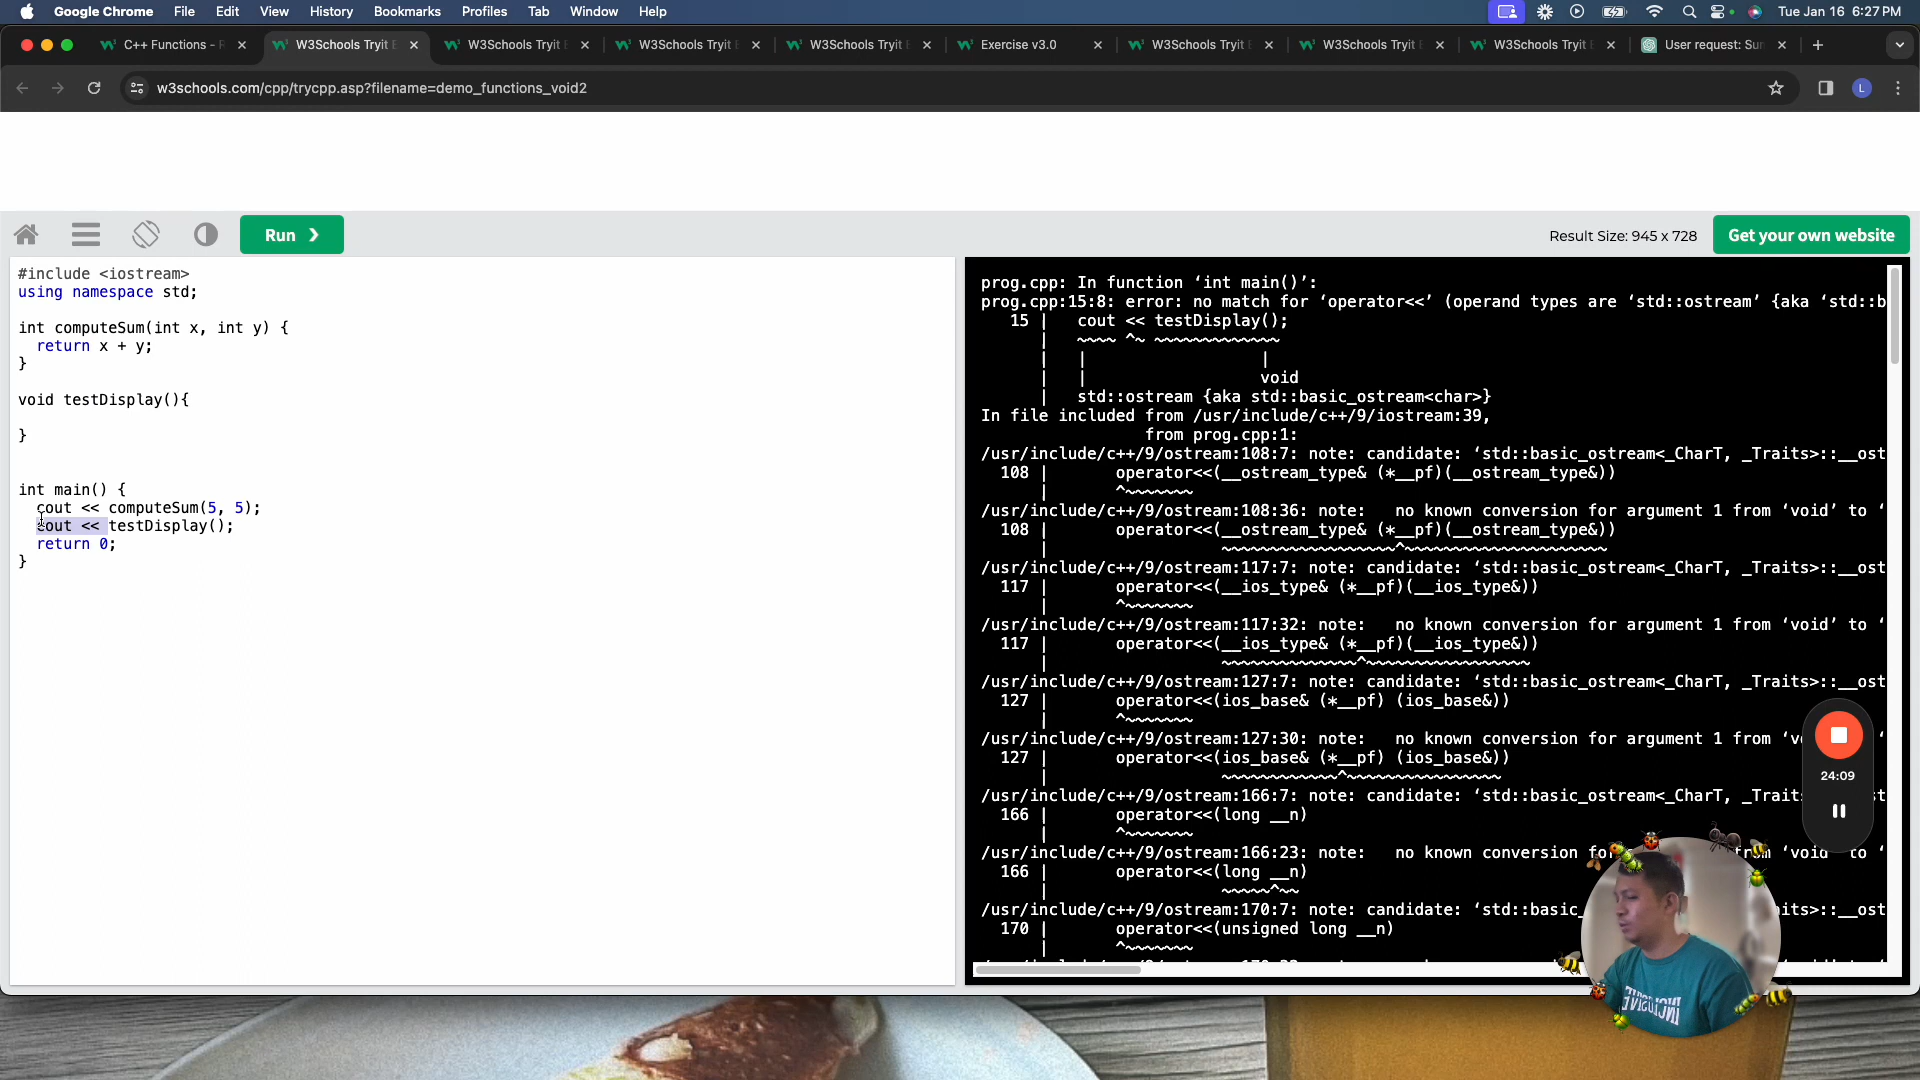 Google Chrome File Edit View History Bookmarks Profiles Tab Window Help Tue Jan 16 6:27 PM
C++ Functions - W3Schools Tryit E W3Schools Tryit W3Schools Tryit W3Schools Tryit Exercise v3.0 W3Schools Tryit W3Schools Tryit W3Schools Tryit User request: Sum
w3schools.com/cpp/trycpp.asp?filename=demo_functions_void2 L
Run ❯ Result Size: 945 x 728 Get your own website
#include <iostream>
using namespace std;
int computeSum(int x, int y) {
return x + y;
}
void testDisplay(){
}
int main() {
cout << computeSum(5, 5);
cout << testDisplay();
return 0;
}
prog.cpp: In function ‘int main()’:
prog.cpp:15:8: error: no match for ‘operator<<’ (operand types are ‘std::ostream’ {aka ‘std::b
15 | cout << testDisplay();
| ~~~~ ^~ ~~~~~~~~~~~~~
| | |
| | void
| std::ostream {aka std::basic_ostream<char>}
In file included from /usr/include/c++/9/iostream:39,
from prog.cpp:1:
/usr/include/c++/9/ostream:108:7: note: candidate: ‘std::basic_ostream<_CharT, _Traits>::__ost
108 | operator<<(__ostream_type& (*__pf)(__ostream_type&))
| ^~~~~~~~
/usr/include/c++/9/ostream:108:36: note: no known conversion for argument 1 from ‘void’ to ‘
108 | operator<<(__ostream_type& (*__pf)(__ostream_type&))
| ~~~~~~~~~~~~~~~~~~^~~~~~~~~~~~~~~~~~~~~~
/usr/include/c++/9/ostream:117:7: note: candidate: ‘std::basic_ostream<_CharT, _Traits>::__ost
117 | operator<<(__ios_type& (*__pf)(__ios_type&))
| ^~~~~~~~
/usr/include/c++/9/ostream:117:32: note: no known conversion for argument 1 from ‘void’ to ‘
117 | operator<<(__ios_type& (*__pf)(__ios_type&))
| ~~~~~~~~~~~~~~^~~~~~~~~~~~~~~~~~
/usr/include/c++/9/ostream:127:7: note: candidate: ‘std::basic_ostream<_CharT, _Traits>::__ost
127 | operator<<(ios_base& (*__pf) (ios_base&))
| ^~~~~~~~
/usr/include/c++/9/ostream:127:30: note: no known conversion for argument 1 from
127 | operator<<(ios_base& (*__pf) (ios_base&))
| ~~~~~~~~~~~~^~~~~~~~~~~~~~~~~
/usr/include/c++/9/ostream:166:7: note: candidate: ‘std::basic_ostream<_CharT, _Trait
166 | operator<<(long __n)
| ^~~~~~~~
/usr/include/c++/9/ostream:166:23: note: no known conversion for ‘void’ to ‘
166 | operator<<(long __n)
| ~~~~~^~~
/usr/include/c++/9/ostream:170:7: note: candidate: ‘std::basic_ its>::__ost
170 | operator<<(unsigned long __n)
| ^~~~~~~~
24:09